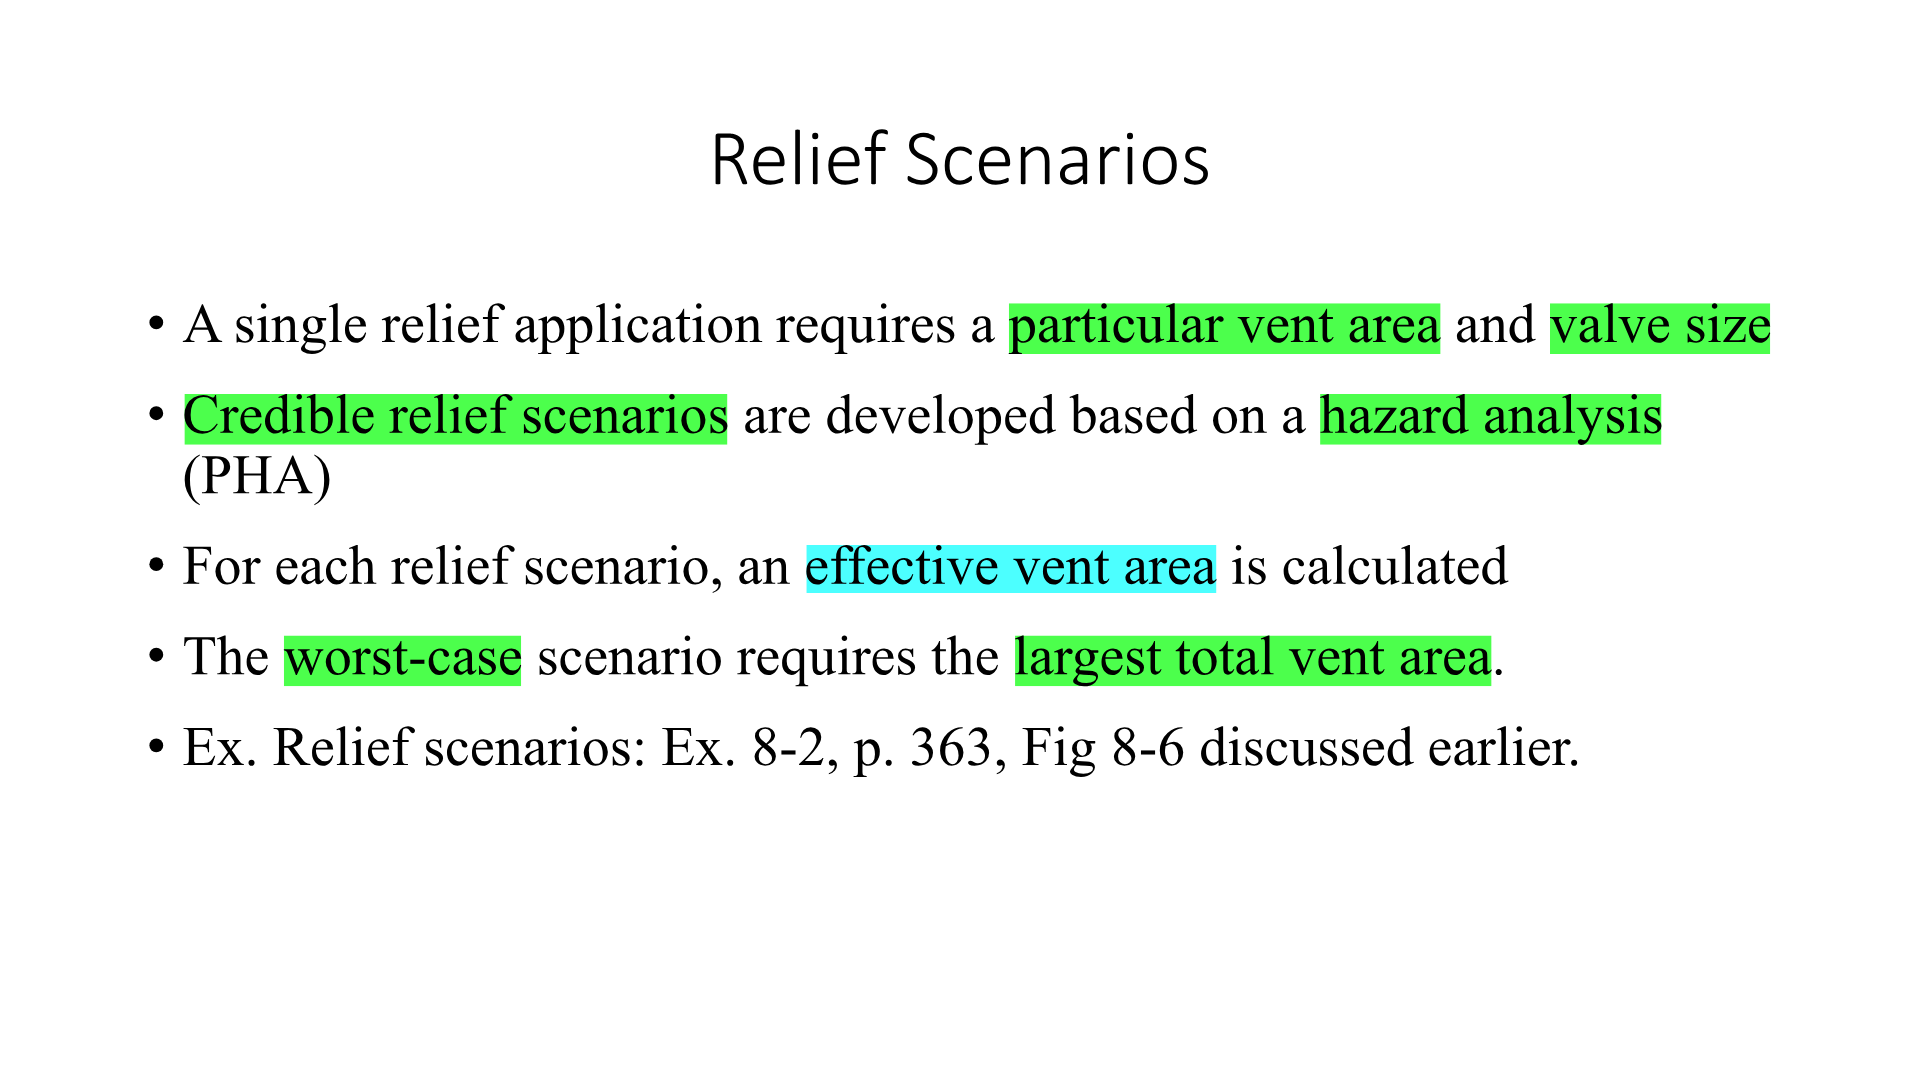 Relief Scenarios
• A single relief application requires a particular vent area and valve size
• Credible relief scenarios are developed based on a hazard analysis
(PHA)
• For each relief scenario, an effective vent area is calculated
• The worst-case scenario requires the largest total vent area.
• Ex. Relief scenarios: Ex. 8-2, p. 363, Fig 8-6 discussed earlier.